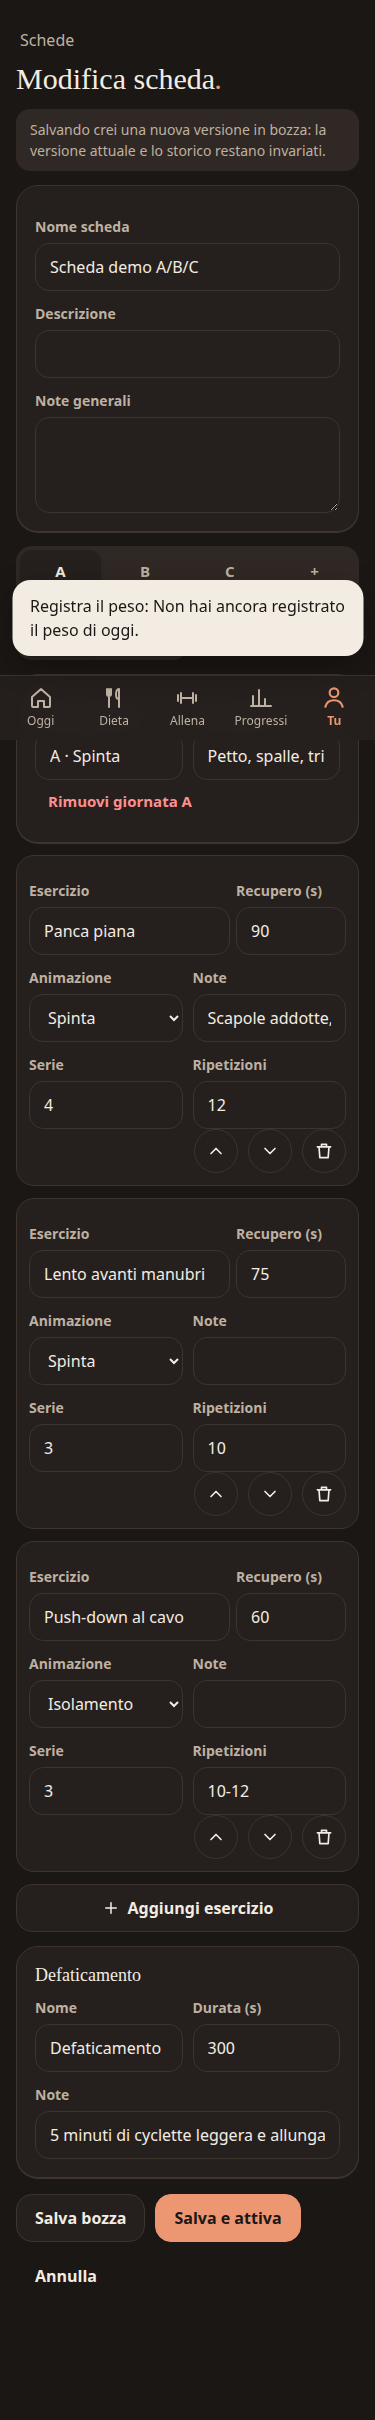 Schede
Modifica scheda.
Salvando crei una nuova versione in bozza: la
versione attuale e lo storico restano invariati.
Nome scheda
Scheda demo A/B/C
Descrizione
Note generali
A B C +
Registra il peso: Non hai ancora registrato
il peso di oggi.
Oggi Dieta Allena Progressi Tu
A · Spinta Petto, spalle, tri
Rimuovi giornata A
Esercizio Recupero (s)
Panca piana 90
Animazione Note
Spinta Scapole addotte,
Serie Ripetizioni
4 12
Esercizio Recupero (s)
Lento avanti manubri 75
Animazione Note
Spinta
Serie Ripetizioni
3 10
Esercizio Recupero (s)
Push-down al cavo 60
Animazione Note
Isolamento
Serie Ripetizioni
3 10-12
+ Aggiungi esercizio
Defaticamento
Nome Durata (s)
Defaticamento 300
Note
5 minuti di cyclette leggera e allunga
Salva bozza Salva e attiva
Annulla